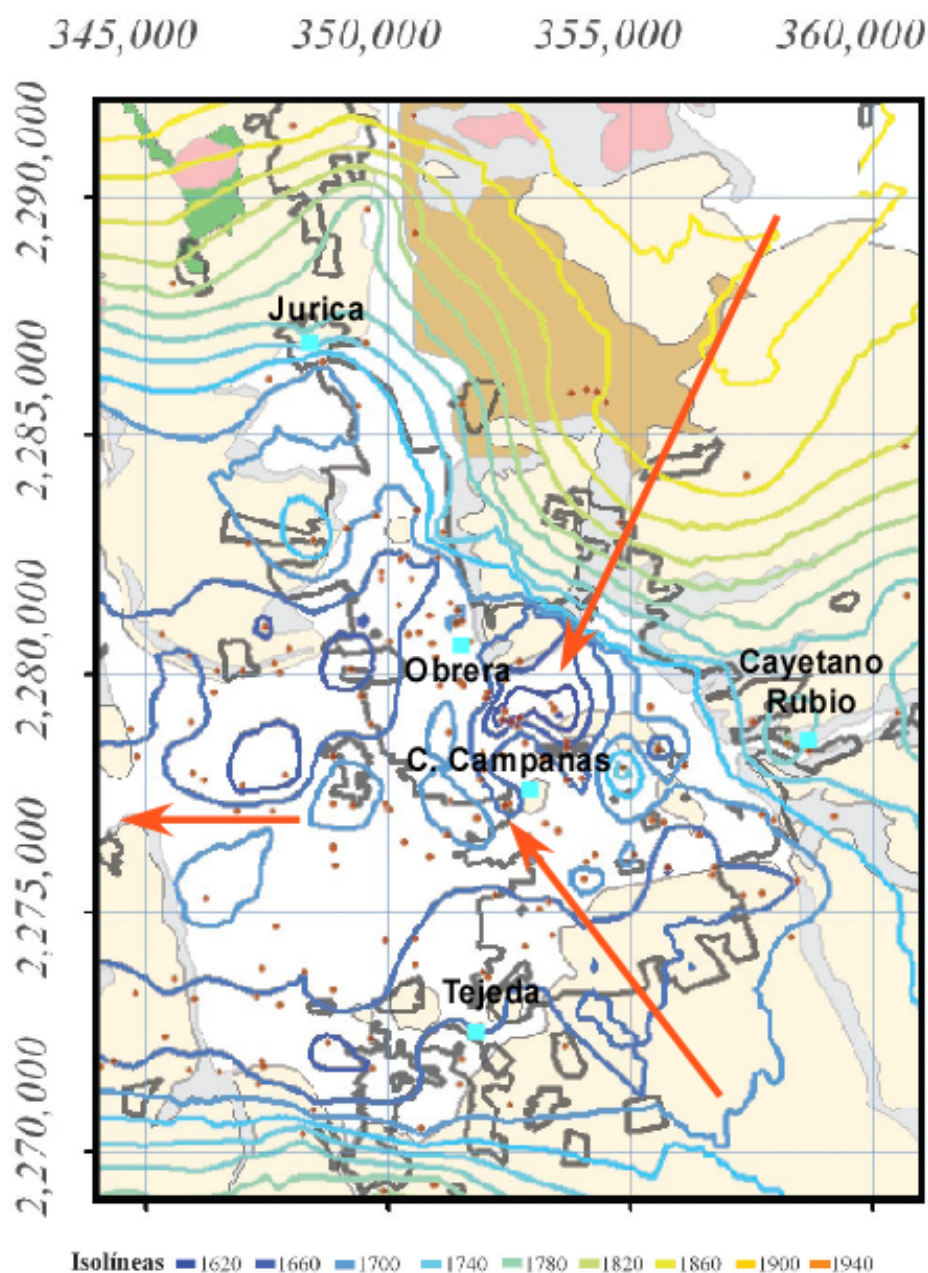 345,000 350,000 355,000 360,000
2,290,000
Jurica
2,285,000
2,280,000
Obrera
Cayetano
Rubio
C. Campanas
2,275,000
Tejeda
2,270,000
Isolíneas 1620 1660 1700 1740 1780 1820 1860 1900 1940